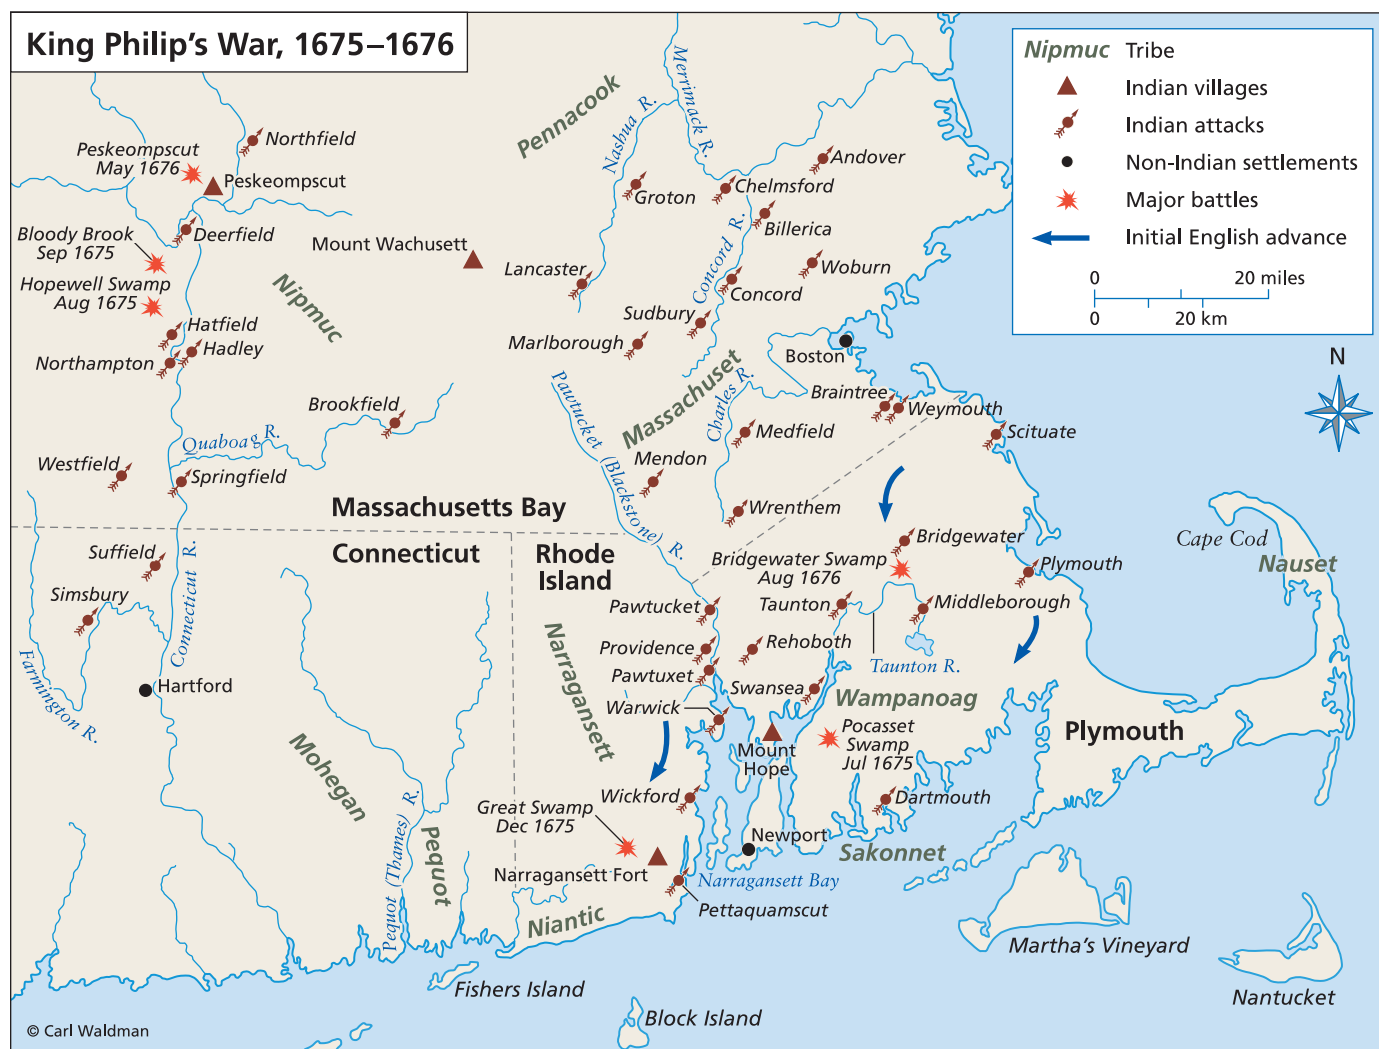 King Philip's War, 1675–1676
Nipmuc Tribe
Indian villages
Indian attacks
Non-Indian settlements
Major battles
Initial English advance
0 20 miles
0 20 km
N
Pennacook
Merrimack R.
Nashua R.
Northfield
Peskeompscut
May 1676
Peskeompscut
Andover
Groton
Chelmsford
Billerica
Deerfield
Bloody Brook
Sep 1675
Mount Wachusett
Concord R.
Woburn
Lancaster
Hopewell Swamp
Aug 1675
Nipmuc
Concord
Sudbury
Hatfield
Hadley
Northampton
Marlborough
Boston
Massachuset
Charles R.
Pawtucket (Blackstone) R.
Braintree
Weymouth
Brookfield
Scituate
Quaboag R.
Medfield
Westfield
Springfield
Mendon
Massachusetts Bay
Wrenthem
Cape Cod
Nauset
Connecticut
Rhode
Island
Suffield
Connecticut R.
Bridgewater
Bridgewater Swamp
Aug 1676
Plymouth
Simsbury
Pawtucket
Taunton
Middleborough
Providence
Rehoboth
Taunton R.
Narragansett
Pawtuxet
Farmington R.
Hartford
Swansea
Wampanoag
Warwick
Plymouth
Mohegan
Mount
Hope
Pocasset
Swamp
Jul 1675
Wickford
Dartmouth
Great Swamp
Dec 1675
Pequot (Thames) R.
Pequot
Newport
Sakonnet
Narragansett Fort
Narragansett Bay
Pettaquamscut
Niantic
Martha's Vineyard
Fishers Island
Nantucket
Block Island
© Carl Waldman